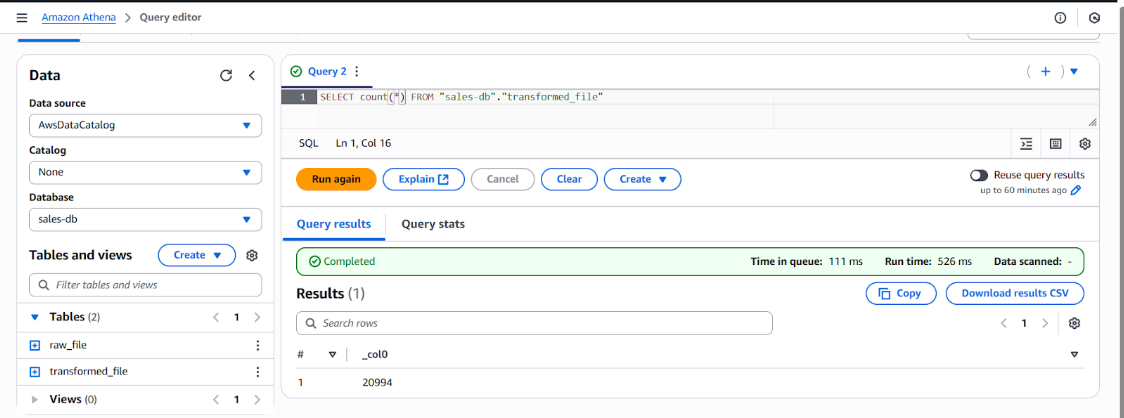 Amazon Athena > Query editor
Data
Data source
AwsDataCatalog
Catalog
None
Database
sales-db
Tables and views
Create
Filter tables and views
Tables (2)
1
raw_file
transformed_file
Views (0)
1
Query 2
1 SELECT count(*) FROM "sales-db"."transformed_file"
SQL Ln 1, Col 16
Run again
Explain
Cancel
Clear
Create
Reuse query results
up to 60 minutes ago
Query results
Query stats
Completed
Time in queue: 111 ms
Run time: 526 ms
Data scanned: -
Results (1)
Copy
Download results CSV
Search rows
1
# _col0
1 20994